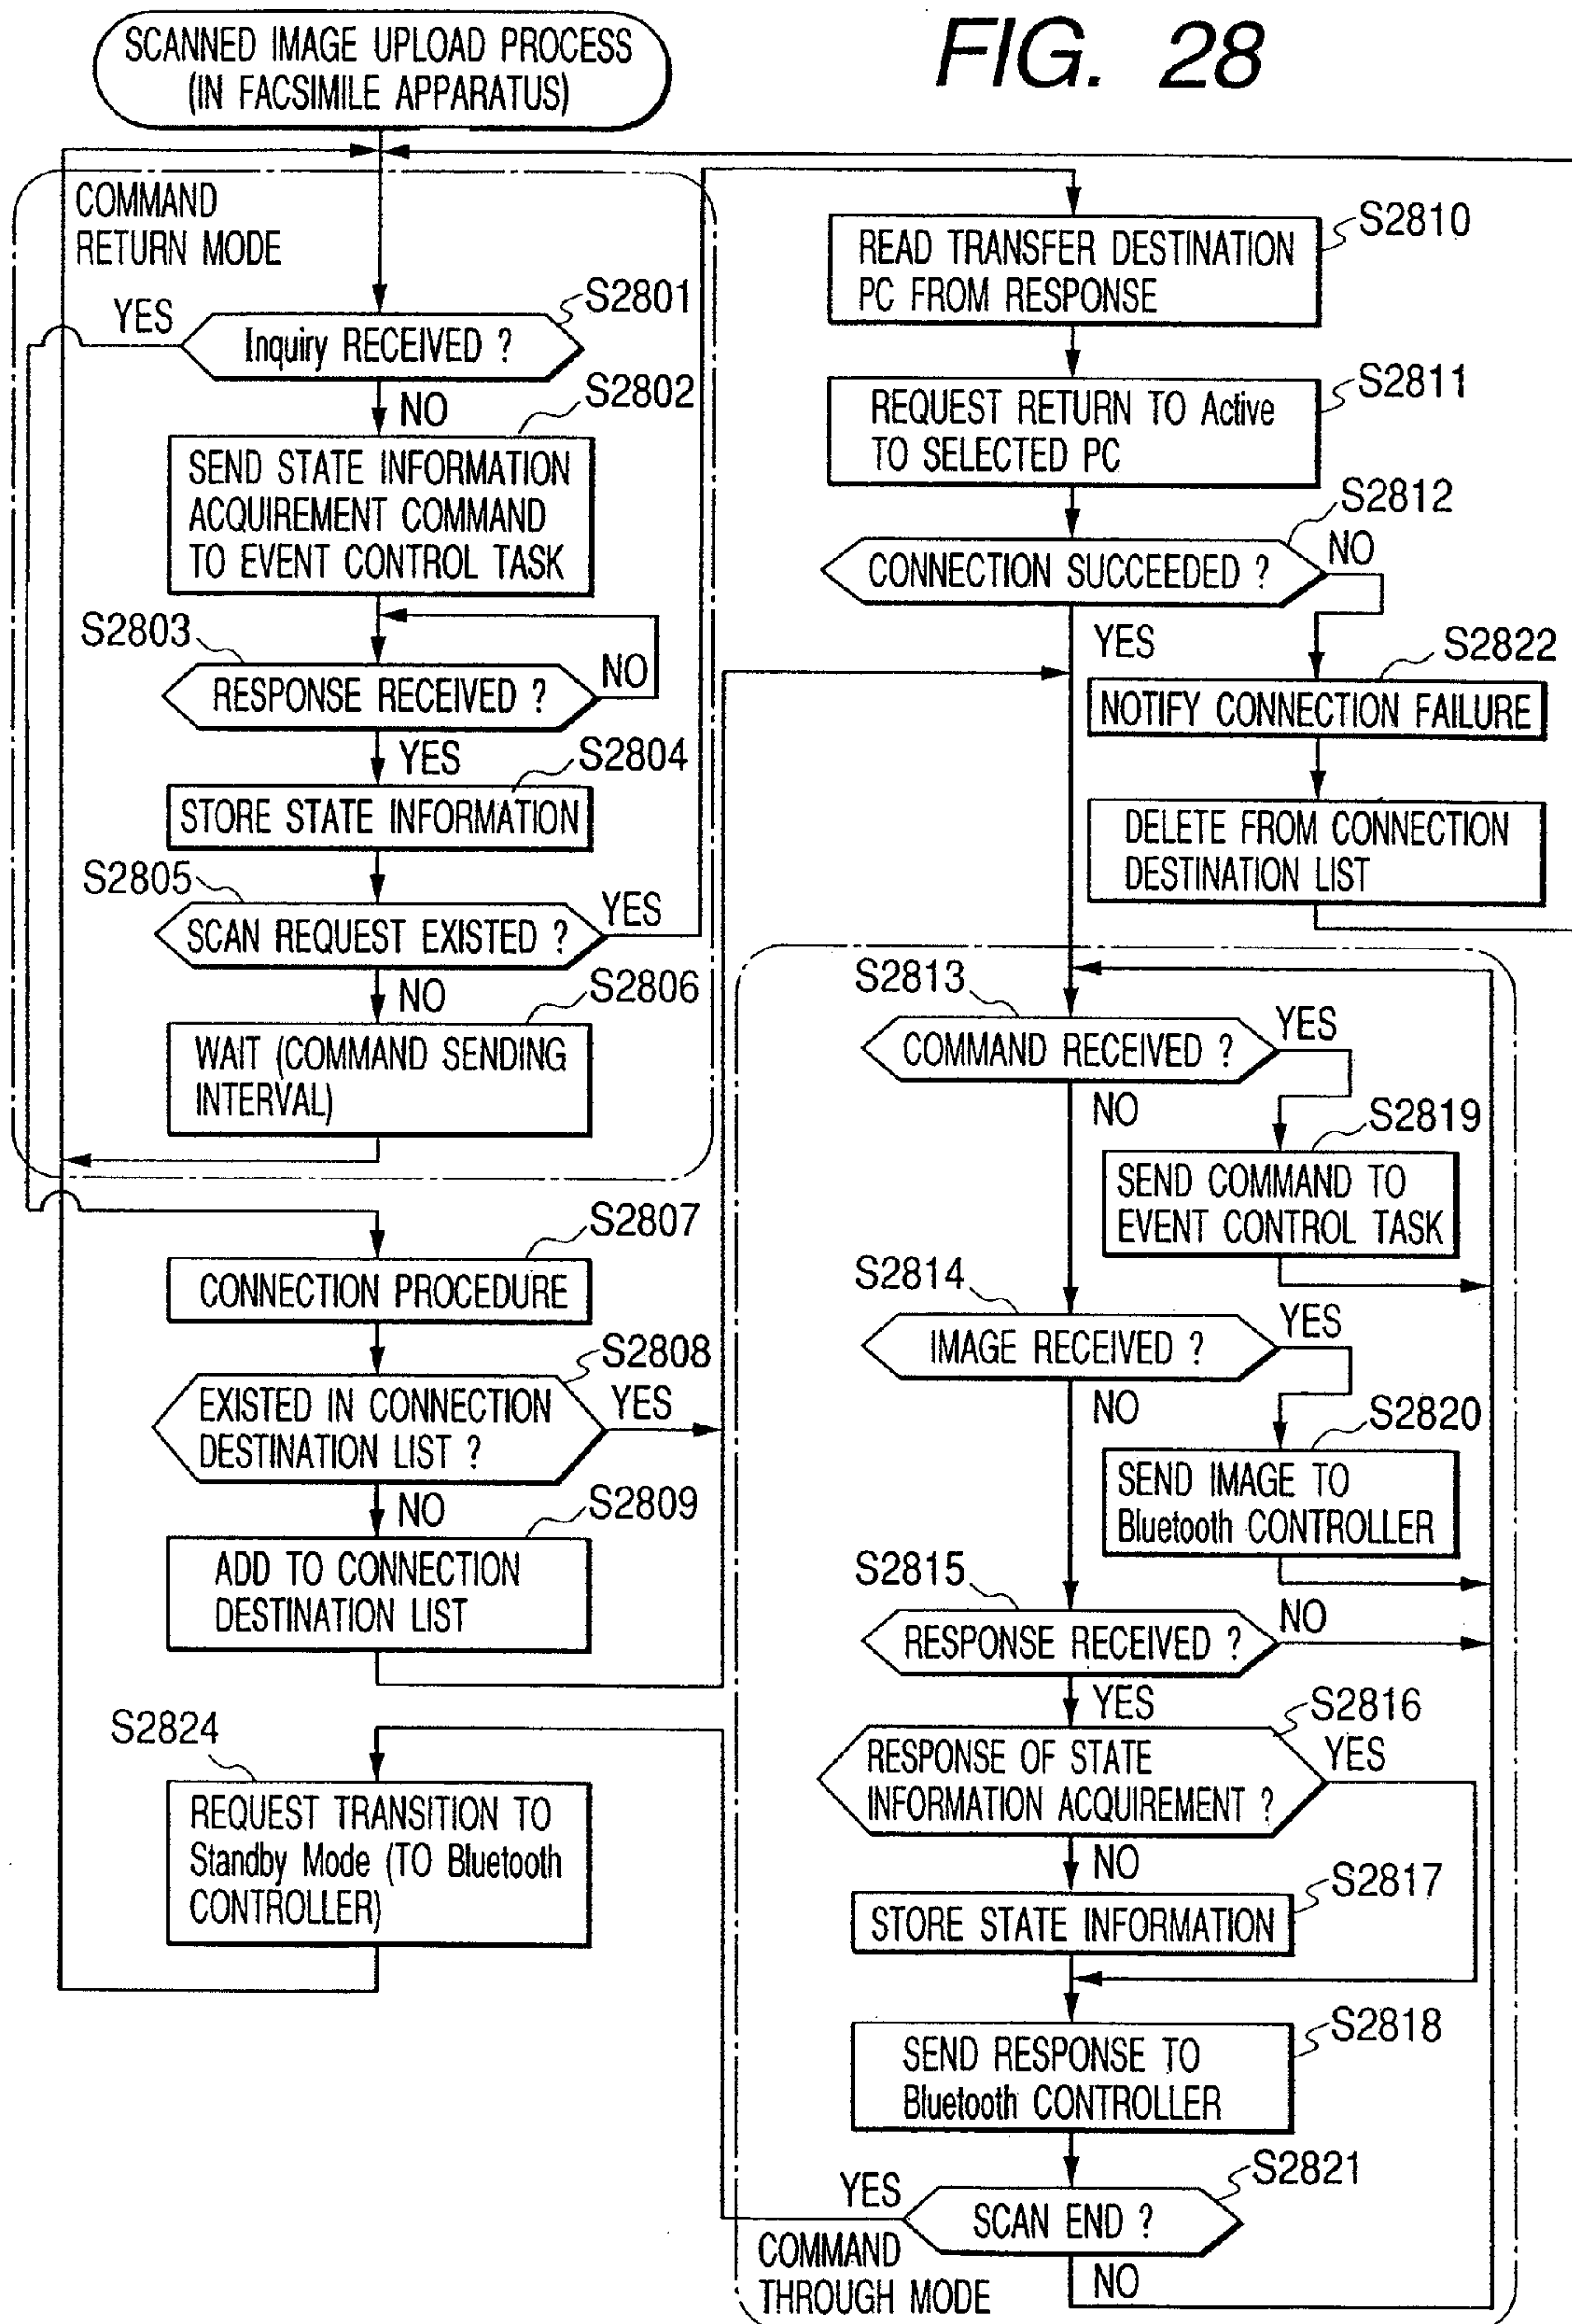 FIG. 28
SCANNED IMAGE UPLOAD PROCESS
(IN FACSIMILE APPARATUS)
COMMAND
RETURN MODE
S2801
YES
Inquiry RECEIVED ?
NO
S2802
SEND STATE INFORMATION
ACQUIREMENT COMMAND
TO EVENT CONTROL TASK
S2803
RESPONSE RECEIVED ?
NO
YES
S2804
STORE STATE INFORMATION
S2805
SCAN REQUEST EXISTED ?
YES
NO
S2806
WAIT (COMMAND SENDING
INTERVAL)
S2807
CONNECTION PROCEDURE
S2808
EXISTED IN CONNECTION
DESTINATION LIST ?
YES
NO
S2809
ADD TO CONNECTION
DESTINATION LIST
S2824
REQUEST TRANSITION TO
Standby Mode (TO Bluetooth
CONTROLLER)
S2810
READ TRANSFER DESTINATION
PC FROM RESPONSE
S2811
REQUEST RETURN TO Active
TO SELECTED PC
S2812
CONNECTION SUCCEEDED ?
NO
YES
S2822
NOTIFY CONNECTION FAILURE
DELETE FROM CONNECTION
DESTINATION LIST
S2813
COMMAND RECEIVED ?
YES
NO
S2819
SEND COMMAND TO
EVENT CONTROL TASK
S2814
IMAGE RECEIVED ?
YES
NO
S2820
SEND IMAGE TO
Bluetooth CONTROLLER
S2815
RESPONSE RECEIVED ?
NO
YES
S2816
RESPONSE OF STATE
INFORMATION ACQUIREMENT ?
YES
NO
S2817
STORE STATE INFORMATION
S2818
SEND RESPONSE TO
Bluetooth CONTROLLER
S2821
YES
SCAN END ?
NO
COMMAND
THROUGH MODE